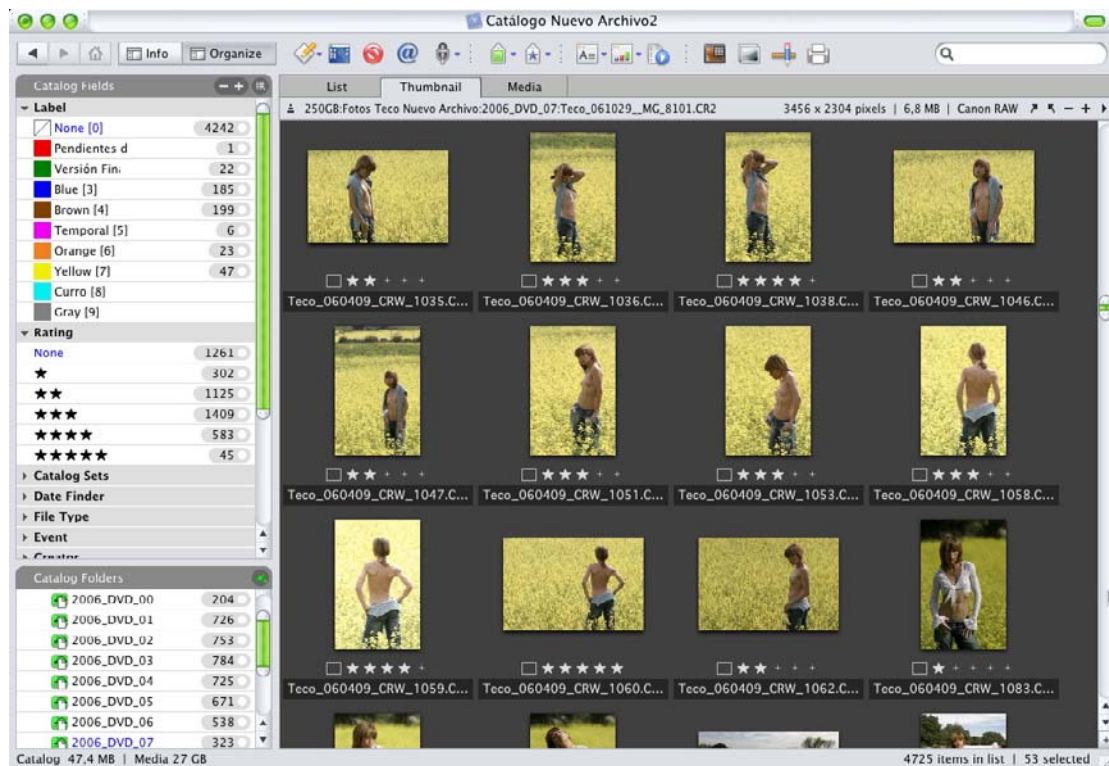 Catálogo Nuevo Archivo2
Info
Organize
Catalog Fields
List
Thumbnail
Media
250GB:Fotos Teco Nuevo Archivo:2006_DVD_07:Teco_061029__MG_8101.CR2
3456 x 2304 pixels | 6,8 MB | Canon RAW
Label
None [0] 4242
Pendientes d 1
Versión Fin 22
Blue [3] 185
Brown [4] 199
Temporal [5] 6
Orange [6] 23
Yellow [7] 47
Curro [8]
Gray [9]
Rating
None 1261
★ 302
★★ 1125
★★★ 1409
★★★★ 583
★★★★★ 45
Catalog Sets
Date Finder
File Type
Event
Creator
Catalog Folders
2006_DVD_00 204
2006_DVD_01 726
2006_DVD_02 753
2006_DVD_03 784
2006_DVD_04 725
2006_DVD_05 671
2006_DVD_06 538
2006_DVD_07 323
Teco_060409_CRW_1035.C... Teco_060409_CRW_1036.C... Teco_060409_CRW_1038.C... Teco_060409_CRW_1046.C...
Teco_060409_CRW_1047.C... Teco_060409_CRW_1051.C... Teco_060409_CRW_1053.C... Teco_060409_CRW_1058.C...
Teco_060409_CRW_1059.C... Teco_060409_CRW_1060.C... Teco_060409_CRW_1062.C... Teco_060409_CRW_1083.C...
Catalog 47,4 MB | Media 27 GB
4725 items in list | 53 selected